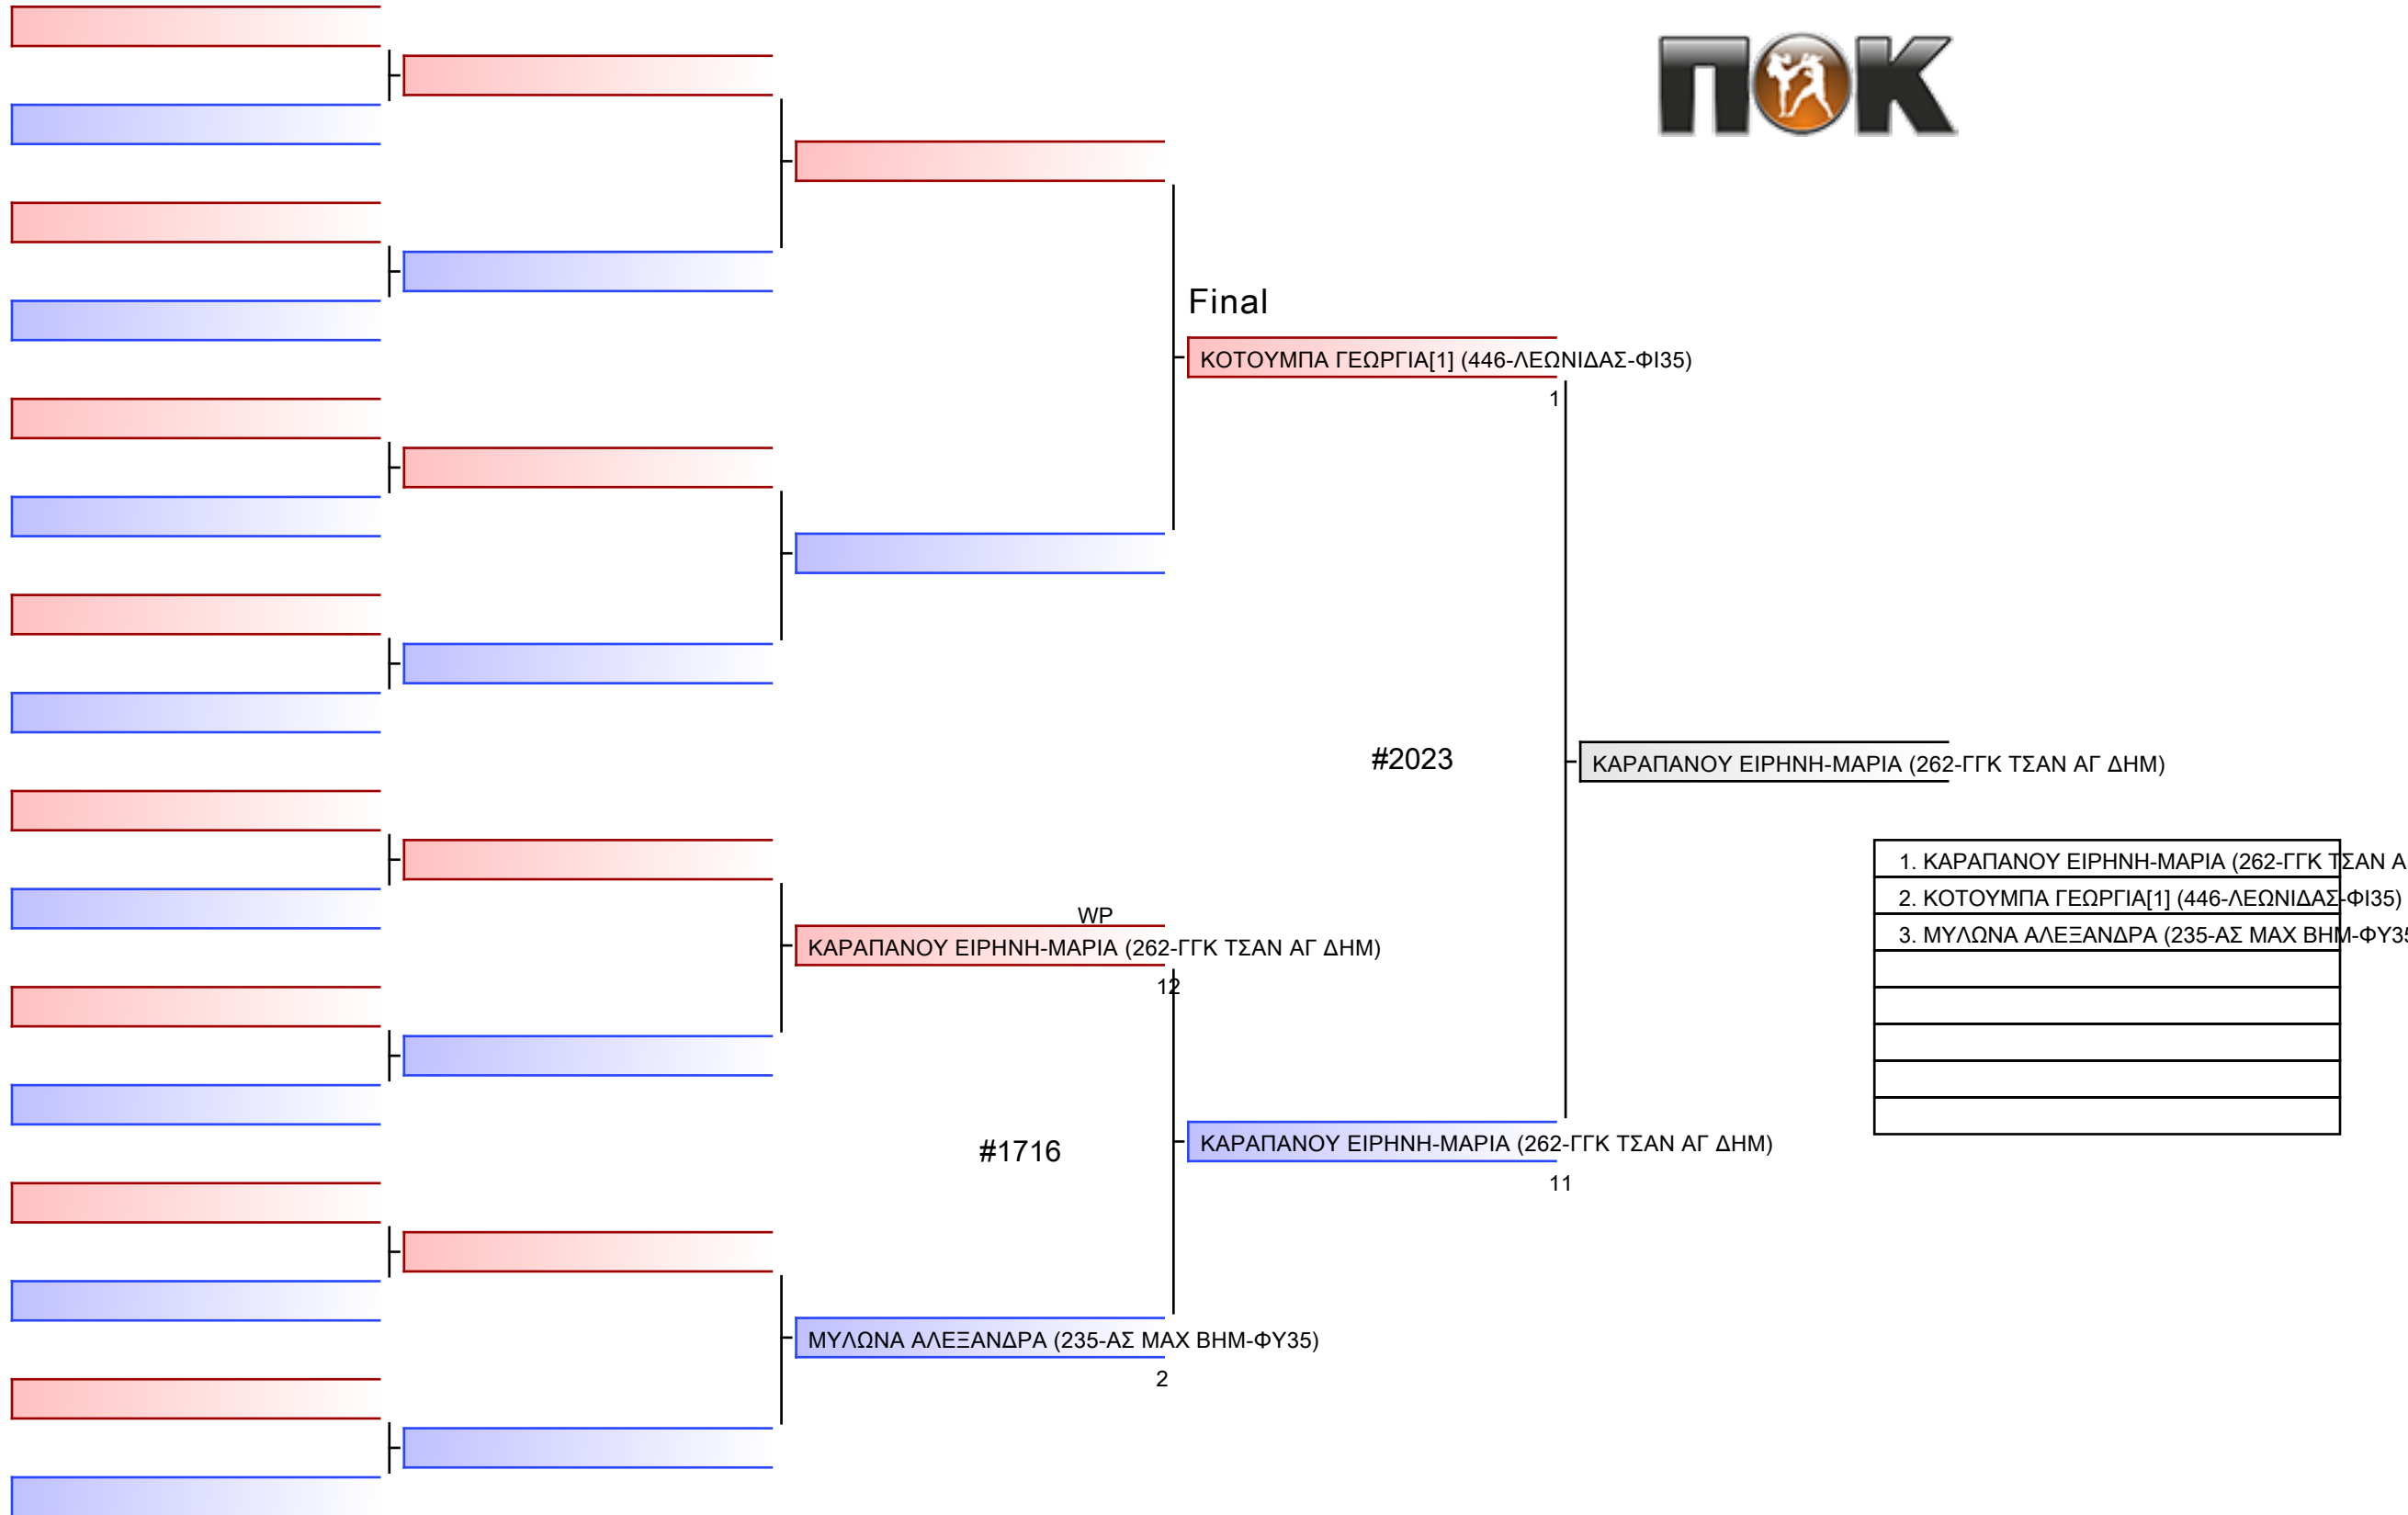 ΠΟΚ
Final
ΚΟΤΟΥΜΠΑ ΓΕΩΡΓΙΑ[1] (446-ΛΕΩΝΙΔΑΣ-ΦΙ35)
1
#2023
ΚΑΡΑΠΑΝΟΥ ΕΙΡΗΝΗ-ΜΑΡΙΑ (262-ΓΓΚ ΤΣΑΝ ΑΓ ΔΗΜ)
1. ΚΑΡΑΠΑΝΟΥ ΕΙΡΗΝΗ-ΜΑΡΙΑ (262-ΓΓΚ ΤΣΑΝ Α
2. ΚΟΤΟΥΜΠΑ ΓΕΩΡΓΙΑ[1] (446-ΛΕΩΝΙΔΑΣ-ΦΙ35)
3. ΜΥΛΩΝΑ ΑΛΕΞΑΝΔΡΑ (235-ΑΣ ΜΑΧ ΒΗΜ-ΦΥ35
WP
ΚΑΡΑΠΑΝΟΥ ΕΙΡΗΝΗ-ΜΑΡΙΑ (262-ΓΓΚ ΤΣΑΝ ΑΓ ΔΗΜ)
12
#1716
ΚΑΡΑΠΑΝΟΥ ΕΙΡΗΝΗ-ΜΑΡΙΑ (262-ΓΓΚ ΤΣΑΝ ΑΓ ΔΗΜ)
11
ΜΥΛΩΝΑ ΑΛΕΞΑΝΔΡΑ (235-ΑΣ ΜΑΧ ΒΗΜ-ΦΥ35)
2